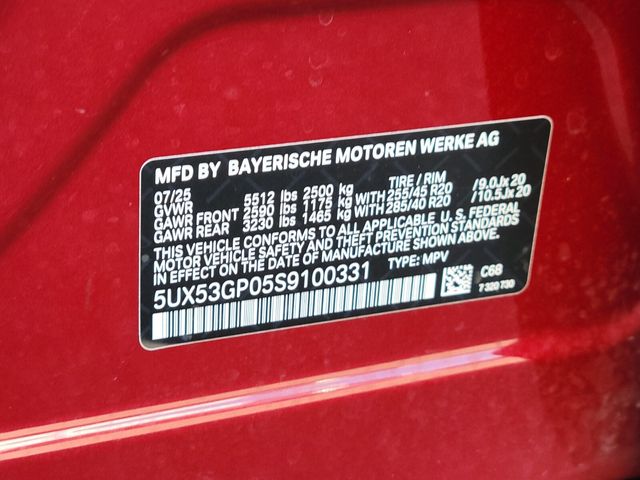 MFD BY BAYERISCHE MOTOREN WERKE AG
07/25 TIRE / RIM
GVWR 5512 lbs 2500 kg
GAWR FRONT 2590 lbs 1175 kg WITH 255/45 R20 /9.0Jx20
GAWR REAR 3230 lbs 1465 kg WITH 285/40 R20 /10.5Jx20
THIS VEHICLE CONFORMS TO ALL APPLICABLE U. S. FEDERAL
MOTOR VEHICLE SAFETY AND THEFT PREVENTION STANDARDS
IN EFFECT ON THE DATE OF MANUFACTURE SHOWN ABOVE.
5UX53GP05S9100331 TYPE: MPV
C68
7 320 730